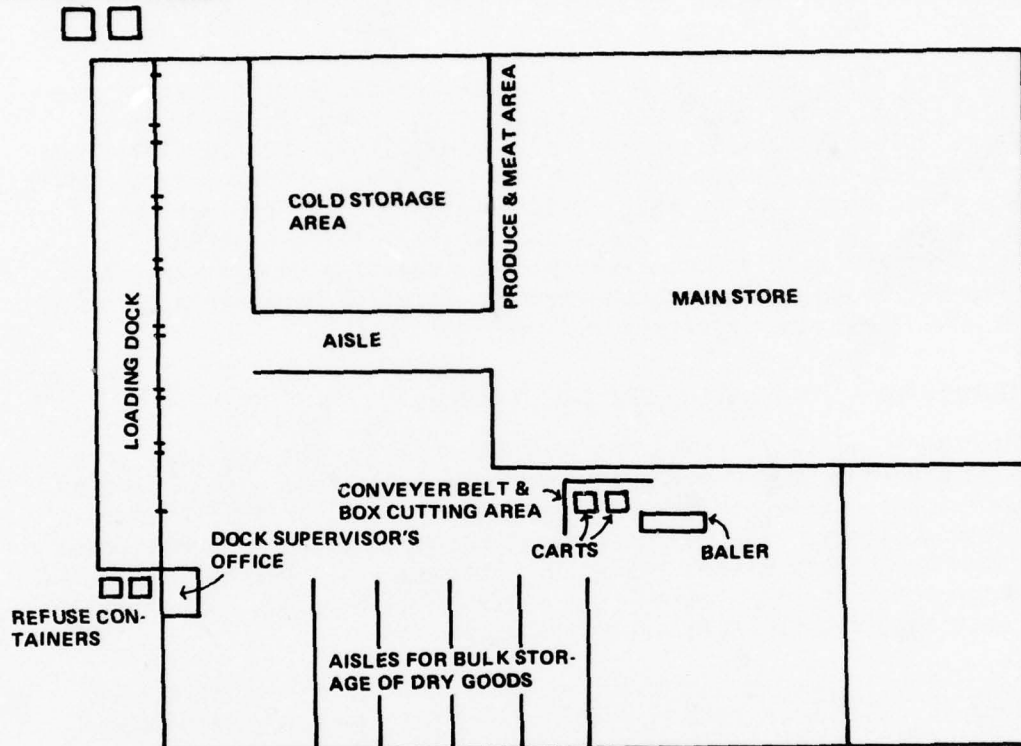 PRODUCE & MEAT AREA
COLD STORAGE
AREA
MAIN STORE
AISLE
LOADING DOCK
CONVEYER BELT &
BOX CUTTING AREA
CARTS
BALER
DOCK SUPERVISOR'S
OFFICE
REFUSE CON-
TAINERS
AISLES FOR BULK STOR-
AGE OF DRY GOODS